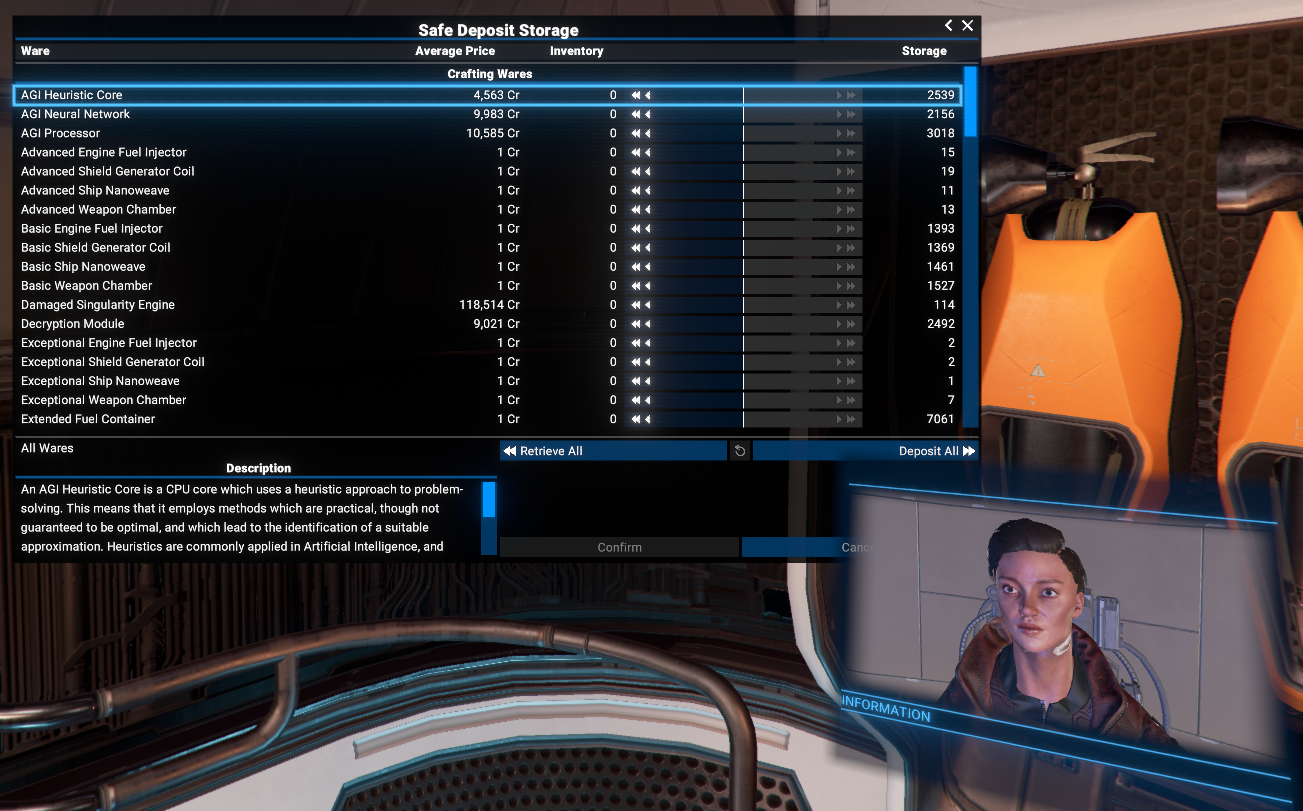 Safe Deposit Storage
Ware Average Price Inventory Storage
Crafting Wares
AGI Heuristic Core 4,563 Cr 0 2539
AGI Neural Network 9,983 Cr 0 2156
AGI Processor 10,585 Cr 0 3018
Advanced Engine Fuel Injector 1 Cr 0 15
Advanced Shield Generator Coil 1 Cr 0 19
Advanced Ship Nanoweave 1 Cr 0 11
Advanced Weapon Chamber 1 Cr 0 13
Basic Engine Fuel Injector 1 Cr 0 1393
Basic Shield Generator Coil 1 Cr 0 1369
Basic Ship Nanoweave 1 Cr 0 1461
Basic Weapon Chamber 1 Cr 0 1527
Damaged Singularity Engine 118,514 Cr 0 114
Decryption Module 9,021 Cr 0 2492
Exceptional Engine Fuel Injector 1 Cr 0 2
Exceptional Shield Generator Coil 1 Cr 0 2
Exceptional Ship Nanoweave 1 Cr 0 1
Exceptional Weapon Chamber 1 Cr 0 7
Extended Fuel Container 1 Cr 0 7061
All Wares Retrieve All Deposit All
Description
An AGI Heuristic Core is a CPU core which uses a heuristic approach to problem-
solving. This means that it employs methods which are practical, though not
guaranteed to be optimal, and which lead to the identification of a suitable
approximation. Heuristics are commonly applied in Artificial Intelligence, and
Confirm Canc
INFORMATION